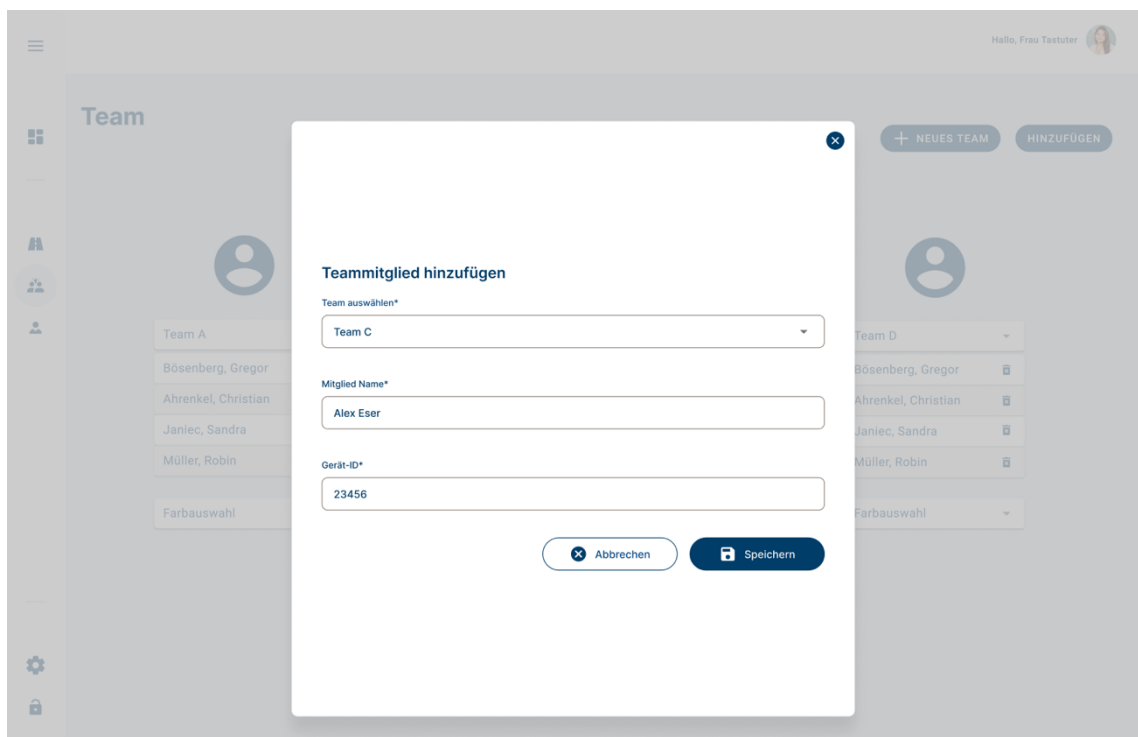 Hallo, Frau Tastuter
Team
+ NEUES TEAM
HINZUFÜGEN
Teammitglied hinzufügen
Team auswählen*
Team C
Mitglied Name*
Alex Eser
Gerät-ID*
23456
Abbrechen
Speichern
Team A
Bösenberg, Gregor
Ahrenkel, Christian
Janiec, Sandra
Müller, Robin
Farbauswahl
Team D
Bösenberg, Gregor
Ahrenkel, Christian
Janiec, Sandra
Müller, Robin
Farbauswahl